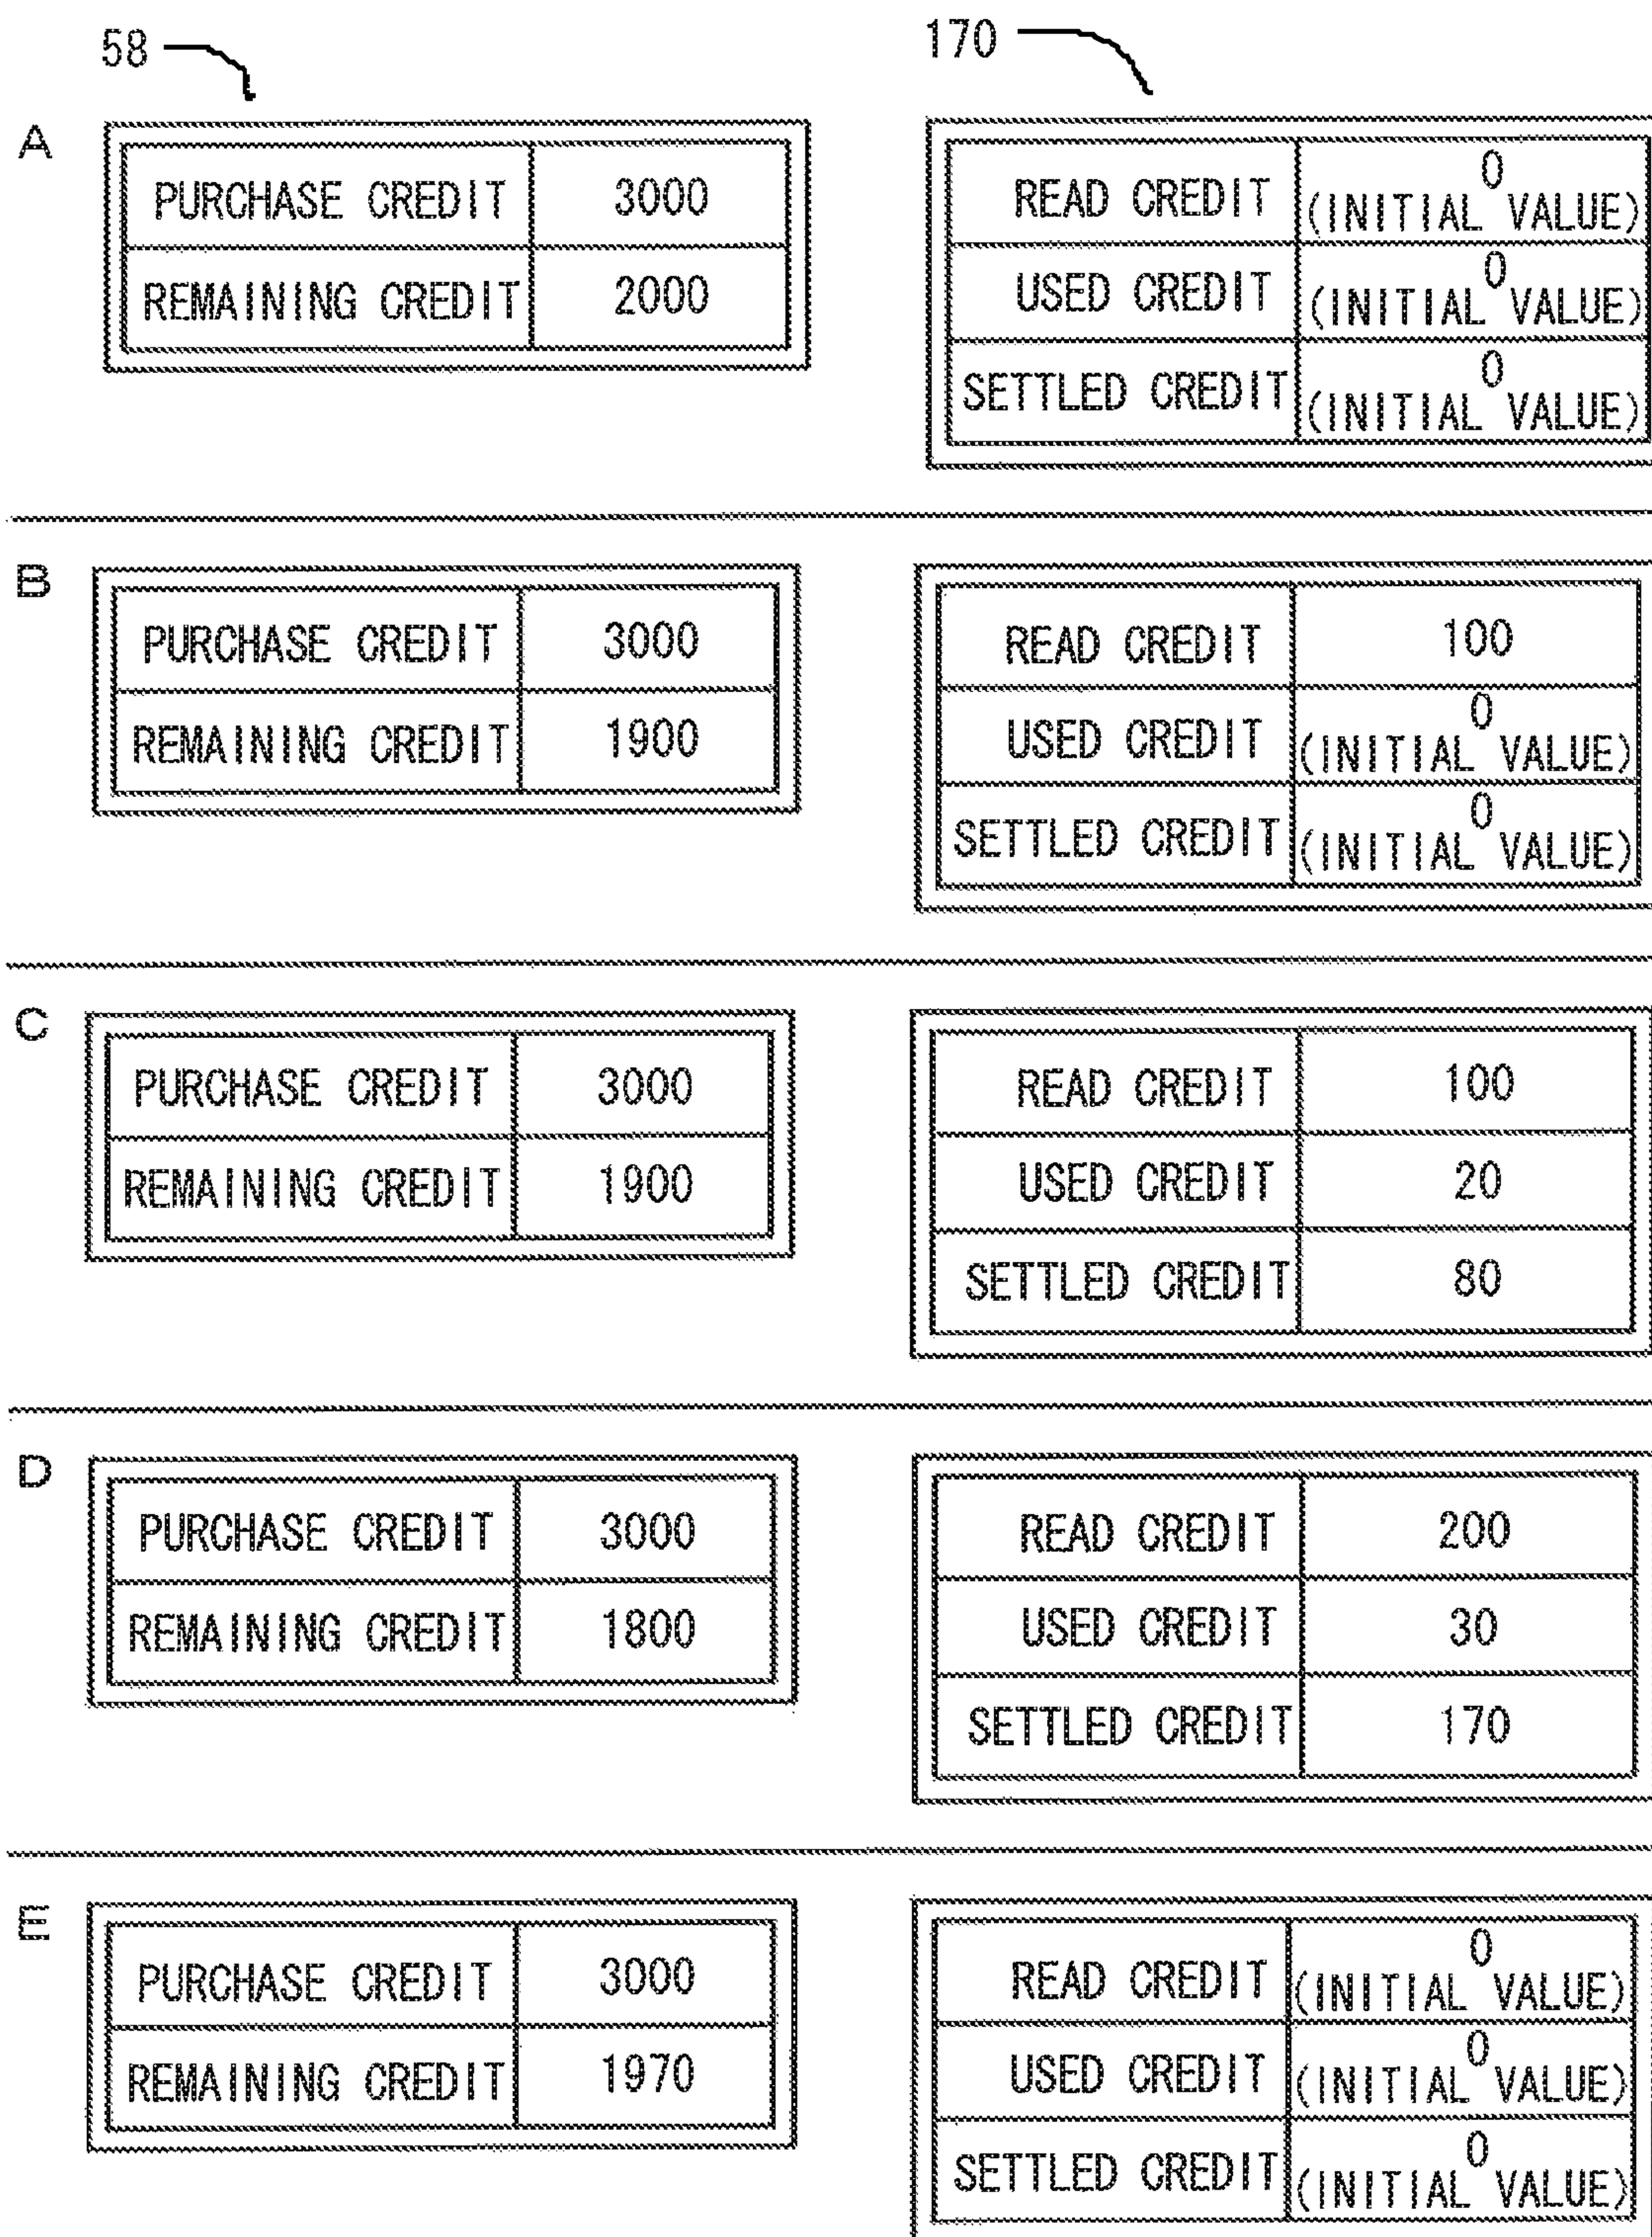 58
170
A
PURCHASE CREDIT 3000
REMAINING CREDIT 2000
READ CREDIT 0
(INITIAL VALUE)
USED CREDIT 0
(INITIAL VALUE)
SETTLED CREDIT 0
(INITIAL VALUE)
B
PURCHASE CREDIT 3000
REMAINING CREDIT 1900
READ CREDIT 100
USED CREDIT 0
(INITIAL VALUE)
SETTLED CREDIT 0
(INITIAL VALUE)
C
PURCHASE CREDIT 3000
REMAINING CREDIT 1900
READ CREDIT 100
USED CREDIT 20
SETTLED CREDIT 80
D
PURCHASE CREDIT 3000
REMAINING CREDIT 1800
READ CREDIT 200
USED CREDIT 30
SETTLED CREDIT 170
E
PURCHASE CREDIT 3000
REMAINING CREDIT 1970
READ CREDIT 0
(INITIAL VALUE)
USED CREDIT 0
(INITIAL VALUE)
SETTLED CREDIT 0
(INITIAL VALUE)